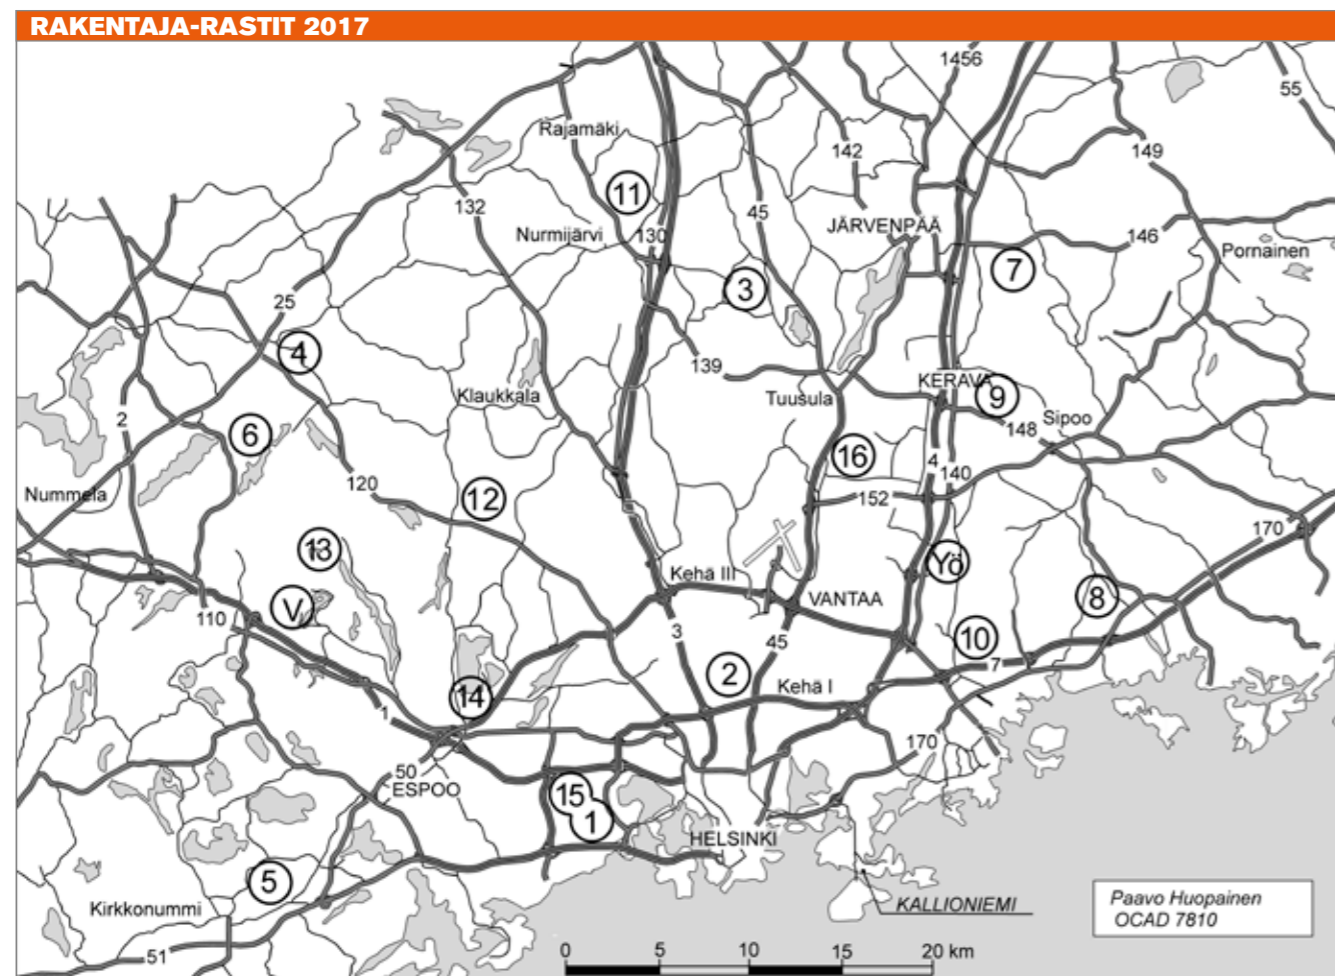 RAKENTAJA-RASTIT 2017
1456
55
Rajamäki
142
149
11
132
45
JÄRVENPÄÄ
Nurmijärvi
130
146
Pornainen
7
3
25
4
139
KERAVA
Klaukkala
Tuusula
9
2
Sipoo
148
6
16
4
140
Nummela
120
12
152
170
13
Yö
Kehä III
VANTAA
8
V
110
3
45
10
2
7
14
Kehä I
1
170
50
ESPOO
15
1
HELSINKI
5
KALLIONIEMI
Paavo Huopainen
OCAD 7810
Kirkkonummi
51
0 5 10 15 20 km